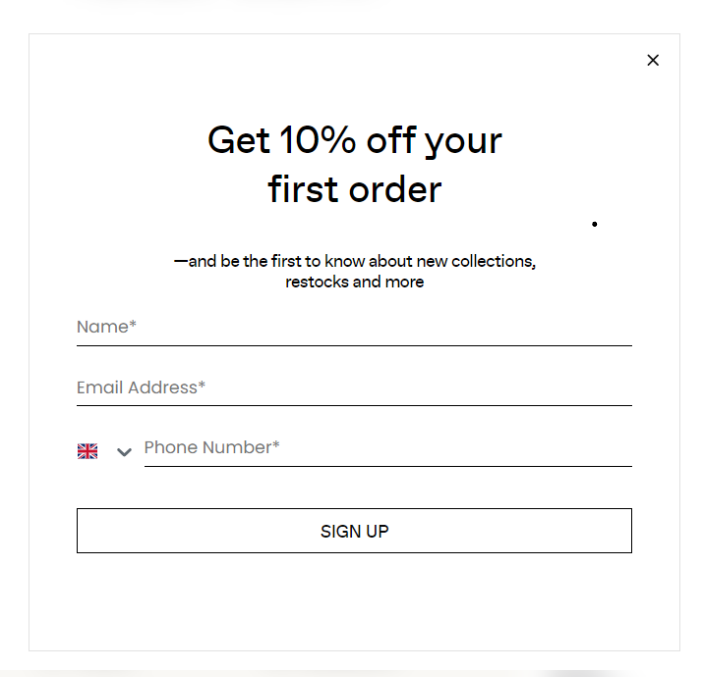 Get 10% off your
first order
—and be the first to know about new collections,
restocks and more
Name*
Email Address*
Phone Number*
SIGN UP